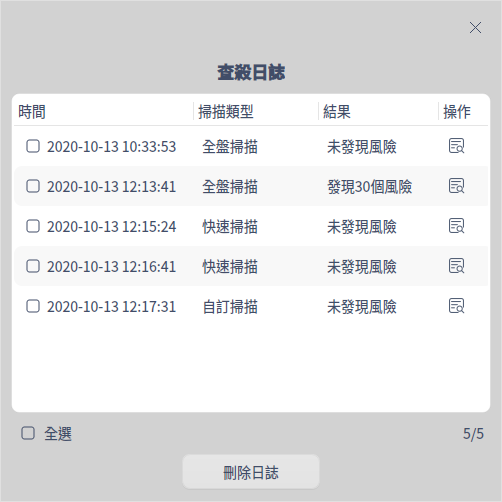 查殺日誌
時間 掃描類型 結果 操作
2020-10-13 10:33:53 全盤掃描 未發現風險
2020-10-13 12:13:41 全盤掃描 發現30個風險
2020-10-13 12:15:24 快速掃描 未發現風險
2020-10-13 12:16:41 快速掃描 未發現風險
2020-10-13 12:17:31 自訂掃描 未發現風險
全選 5/5
刪除日誌